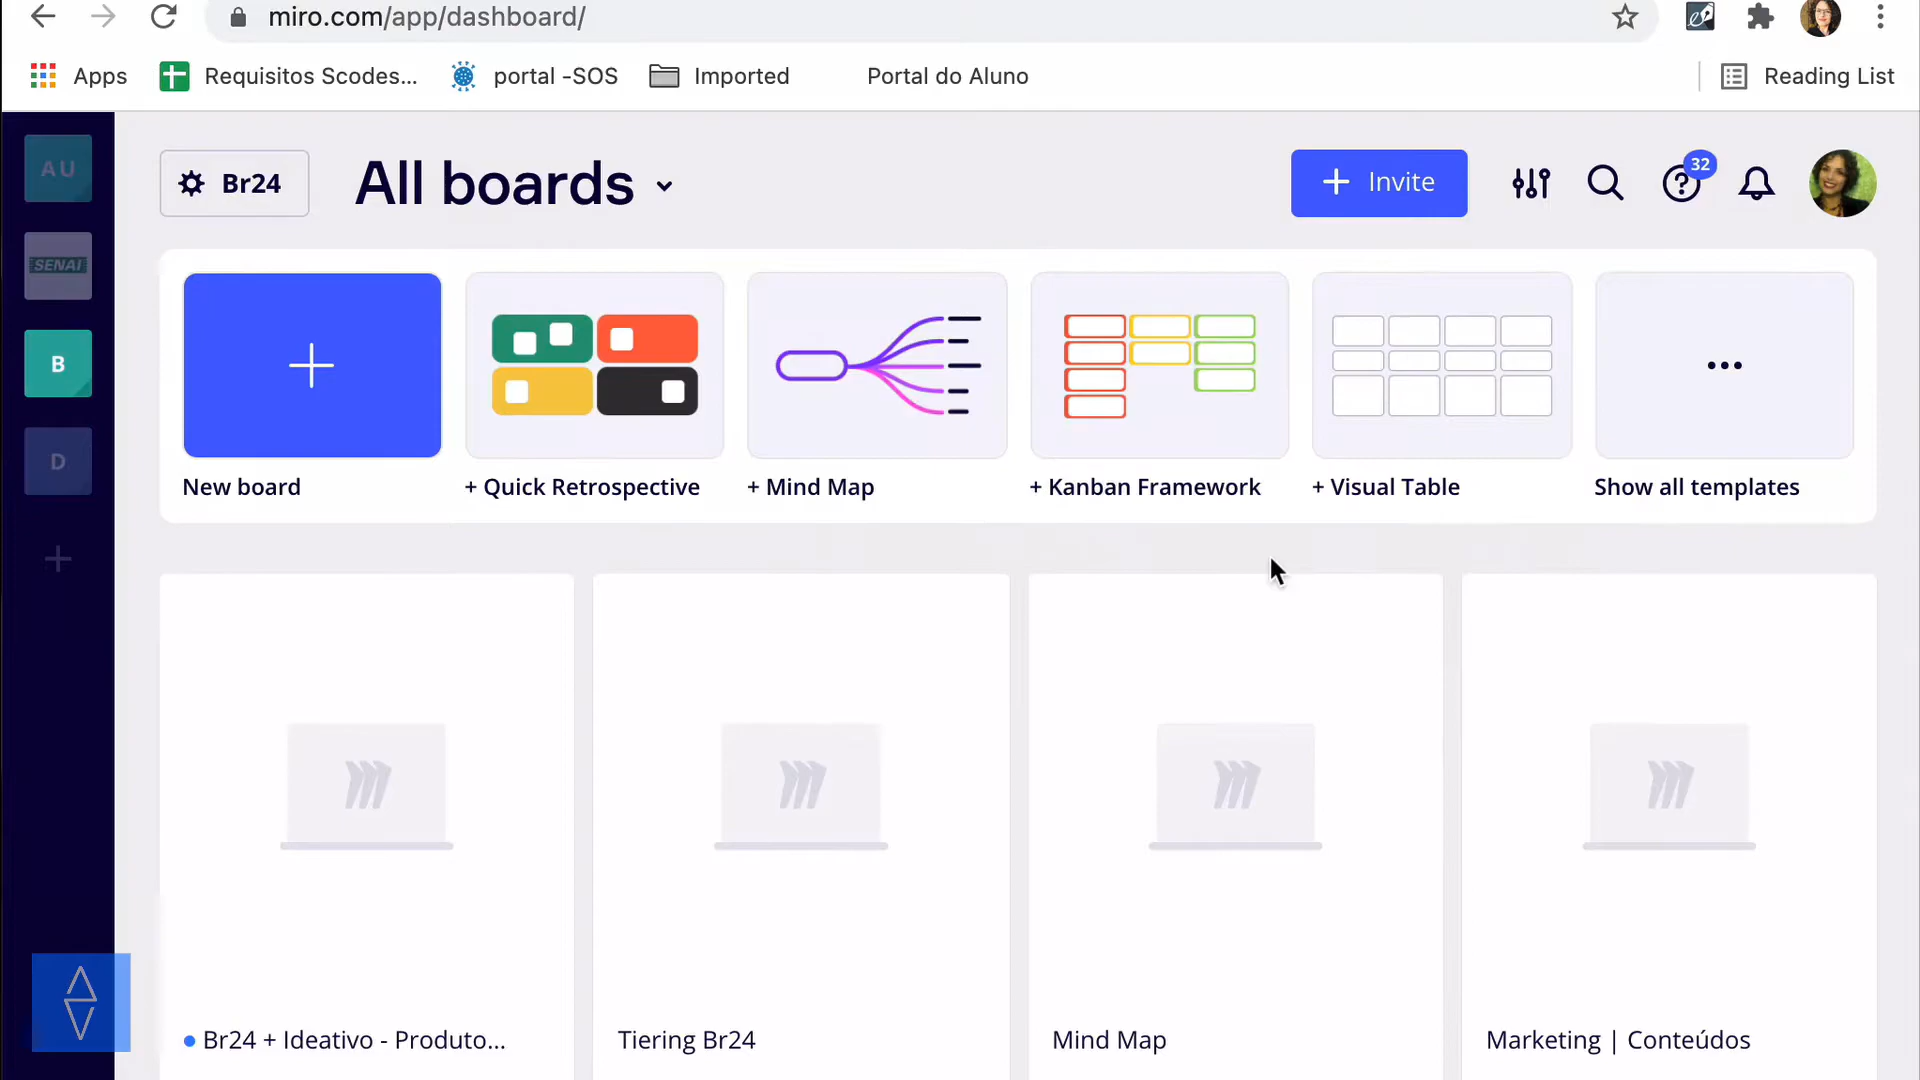 miro.com/app/dashboard/
Apps
Requisitos Scodes...
portal -SOS
Imported
Portal do Aluno
Reading List
AU
Br24
All boards
Invite
32
SENAI
B
D
New board
+ Quick Retrospective
+ Mind Map
+ Kanban Framework
+ Visual Table
Show all templates
Br24 + Ideativo - Produto...
Tiering Br24
Mind Map
Marketing | Conteúdos